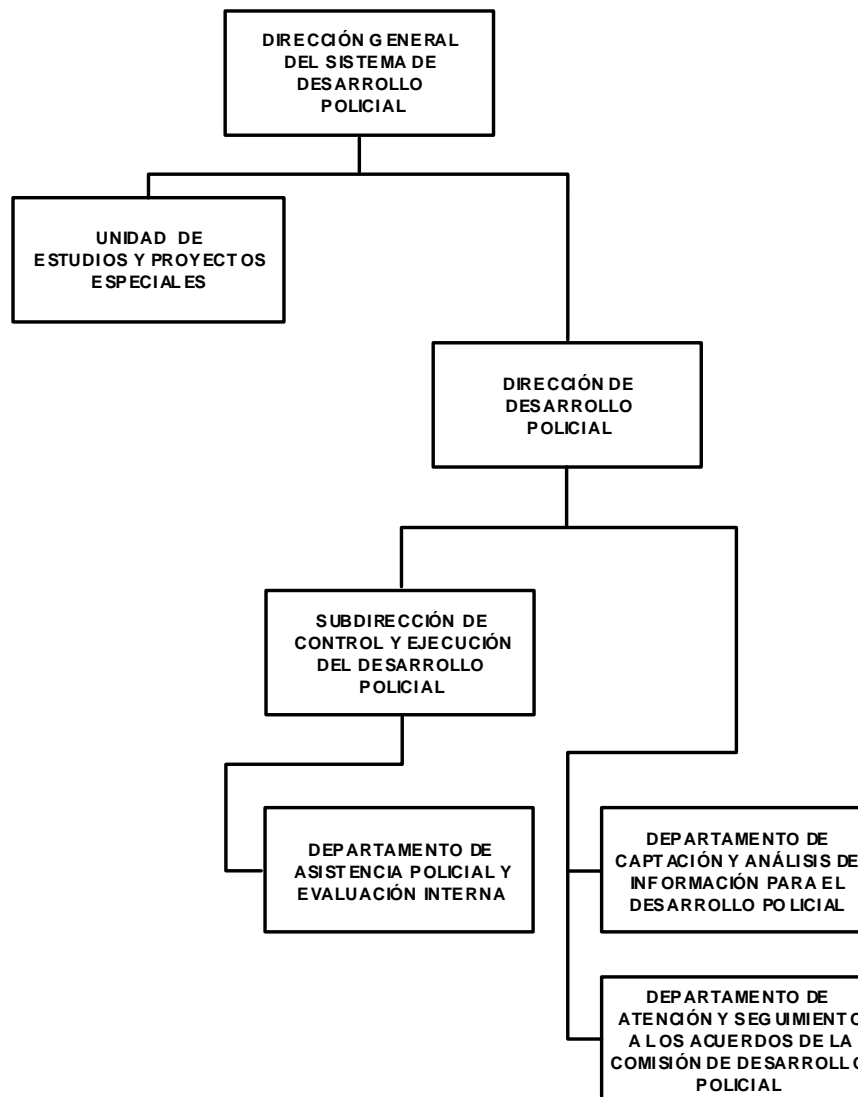 DIRECCIÓN GENERAL
DEL SISTEMA DE
DESARROLLO
POLICIAL
UNIDAD DE
ESTUDIOS Y PROYECTOS
ESPECIALES
DIRECCIÓN DE
DESARROLLO
POLICIAL
SUBDIRECCIÓN DE
CONTROL Y EJECUCIÓN
DEL DESARROLLO
POLICIAL
DEPARTAMENTO DE
ASISTENCIA POLICIAL Y
EVALUACIÓN INTERNA
DEPARTAMENTO DE
CAPTACIÓN Y ANÁLISIS DE
INFORMACIÓN PARA EL
DESARROLLO POLICIAL
DEPARTAMENTO DE
ATENCIÓN Y SEGUIMIENTO
A LOS ACUERDOS DE LA
COMISIÓN DE DESARROLLO
POLICIAL